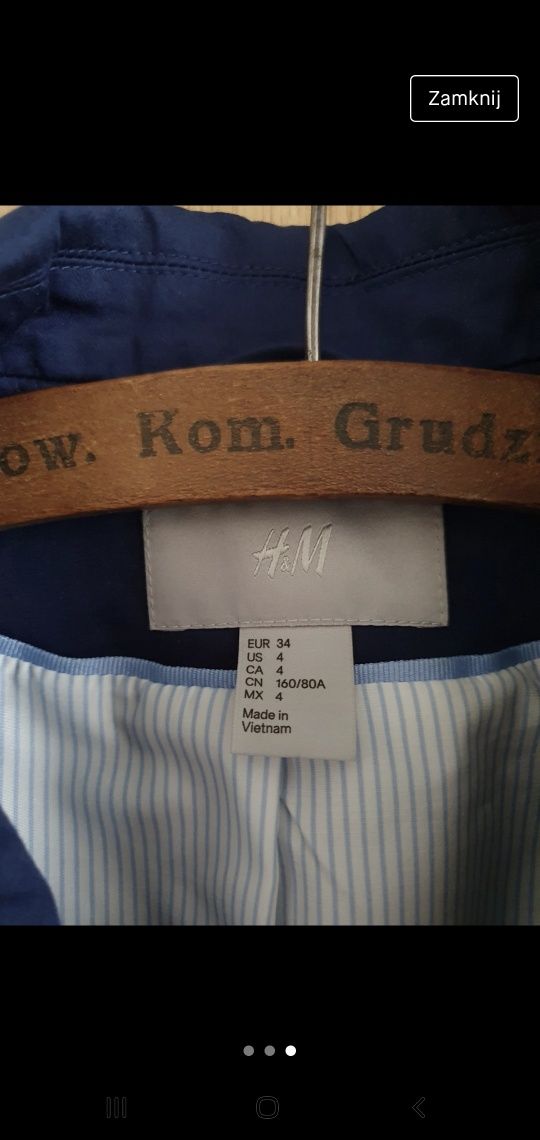 Zamknij
ow. Kom. Grudz
H&M
EUR 34
US 4
CA 4
CN 160/80A
MX 4
Made in
Vietnam